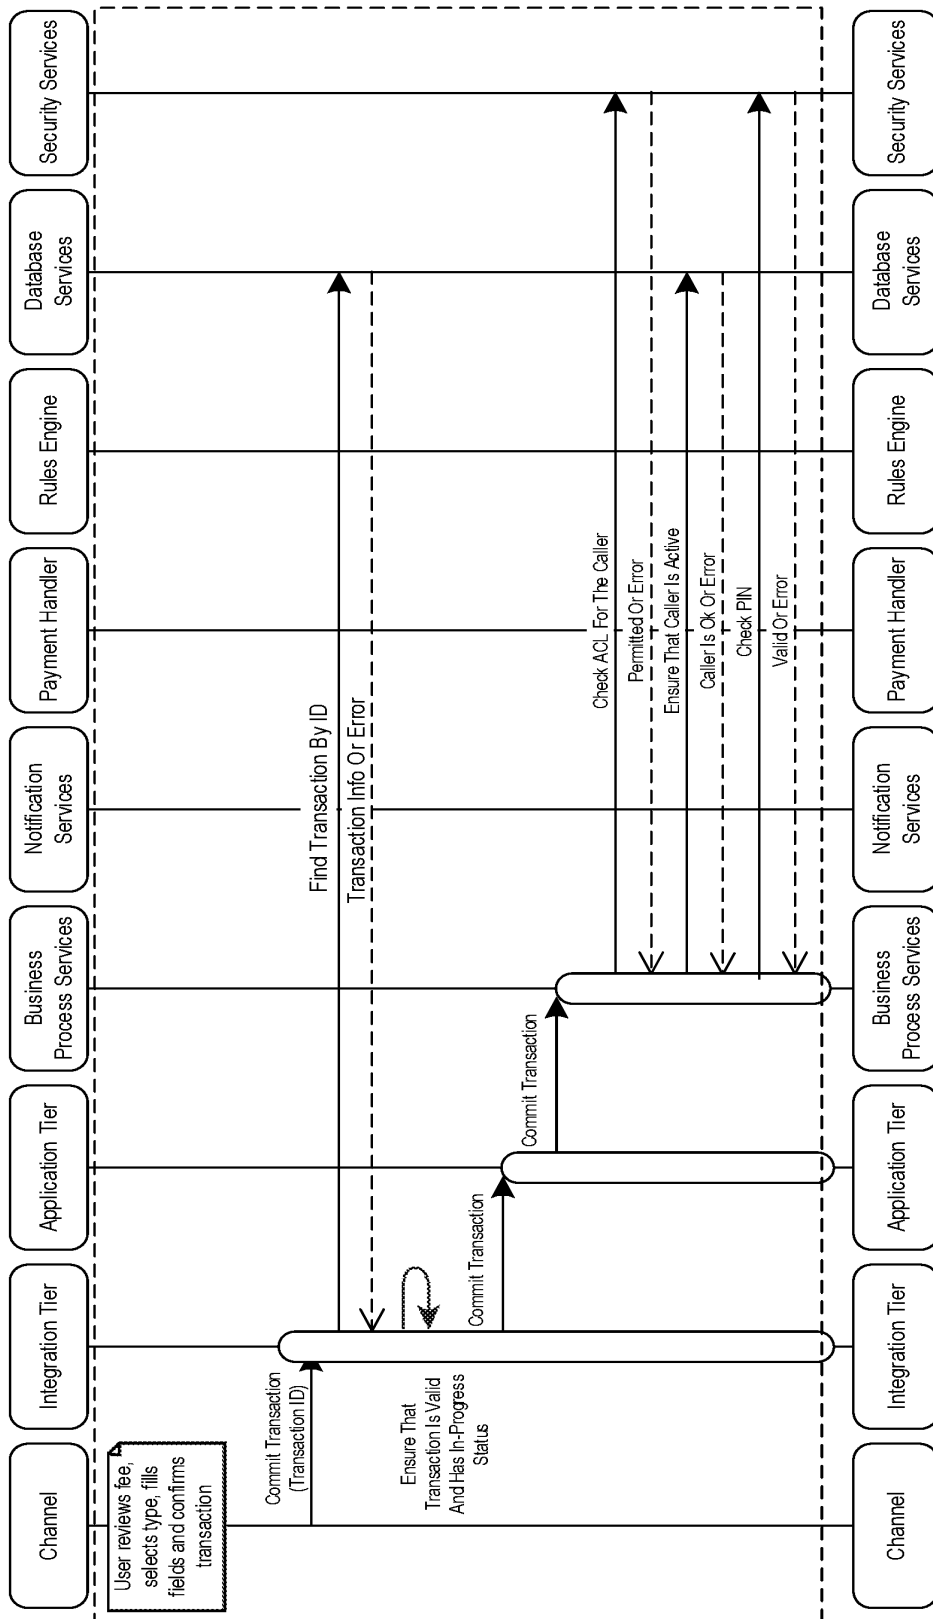 Channel
Integration Tier
Application Tier
Business
Process Services
Notification
Services
Payment Handler
Rules Engine
Database
Services
Security Services
User reviews fee,
selects type, fills
fields and confirms
transaction
Commit Transaction
(Transaction ID)
Find Transaction By ID
Transaction Info Or Error
Ensure That
Transaction Is Valid
And Has In-Progress
Status
Commit Transaction
Commit Transaction
Check ACL For The Caller
Permitted Or Error
Ensure That Caller Is Active
Caller Is Ok Or Error
Check PIN
Valid Or Error
Channel
Integration Tier
Application Tier
Business
Process Services
Notification
Services
Payment Handler
Rules Engine
Database
Services
Security Services